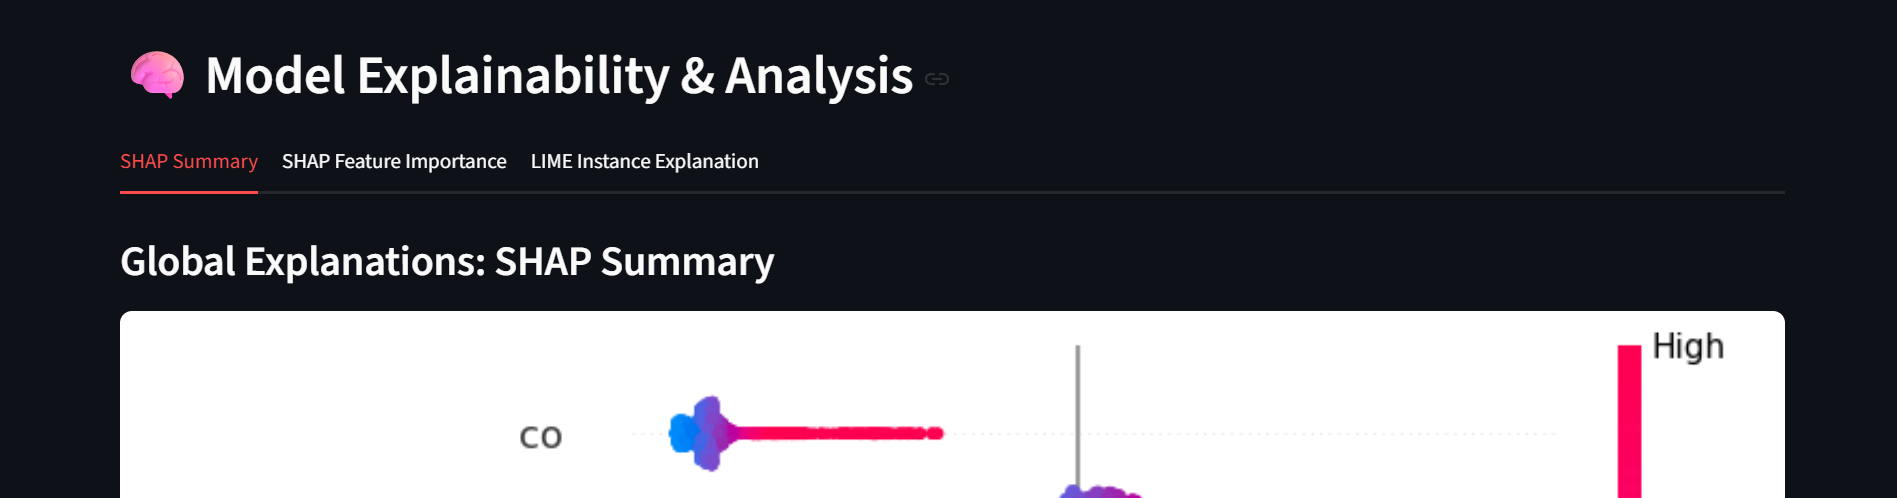 Model Explainability & Analysis
SHAP Summary SHAP Feature Importance LIME Instance Explanation
Global Explanations: SHAP Summary
High
co